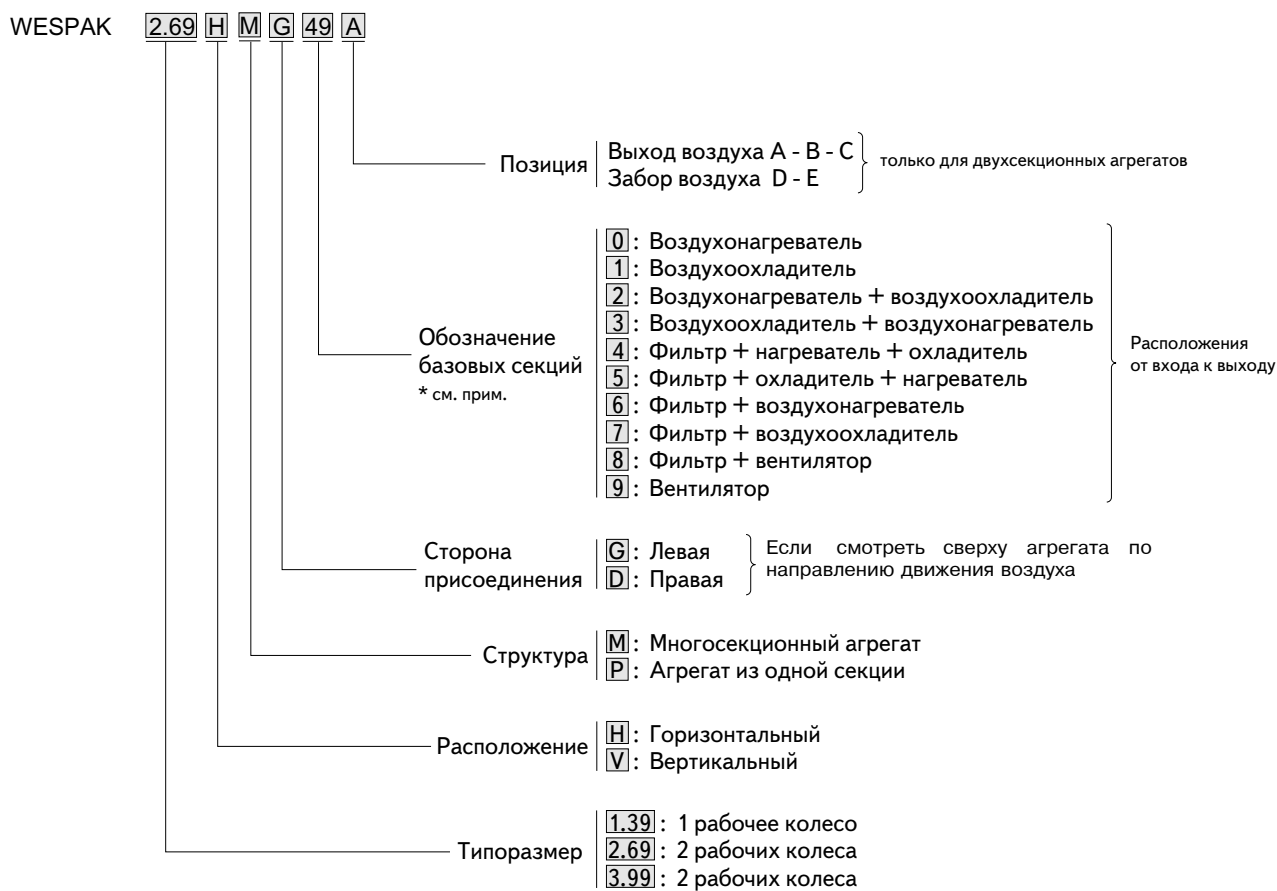 WESPAK 2.69 H M G 49 A
Позиция
Выход воздуха A - B - C
Забор воздуха D - E
только для двухсекционных агрегатов
Обозначение
базовых секций
* см. прим.
0 : Воздухонагреватель
1 : Воздухоохладитель
2 : Воздухонагреватель + воздухоохладитель
3 : Воздухоохладитель + воздухонагреватель
4 : Фильтр + нагреватель + охладитель
5 : Фильтр + охладитель + нагреватель
6 : Фильтр + воздухонагреватель
7 : Фильтр + воздухоохладитель
8 : Фильтр + вентилятор
9 : Вентилятор
Расположения
от входа к выходу
Сторона
присоединения
G : Левая
D : Правая
Если смотреть сверху агрегата по
направлению движения воздуха
Структура
M : Многосекционный агрегат
P : Агрегат из одной секции
Расположение
H : Горизонтальный
V : Вертикальный
Типоразмер
1.39 : 1 рабочее колесо
2.69 : 2 рабочих колеса
3.99 : 2 рабочих колеса